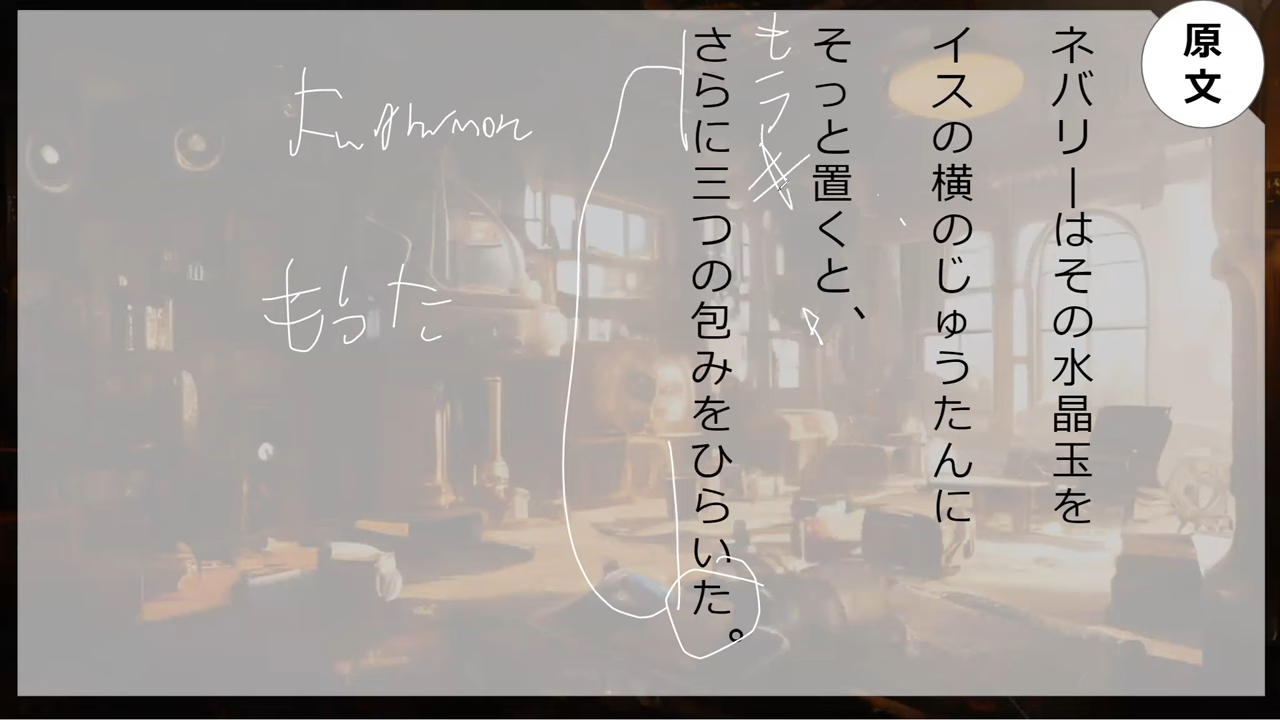 原文
ネバリーはその水晶玉を
イスの横のじゅうたんに
そっと置くと、
さらに三つの包みをひらいた。
もう
もった